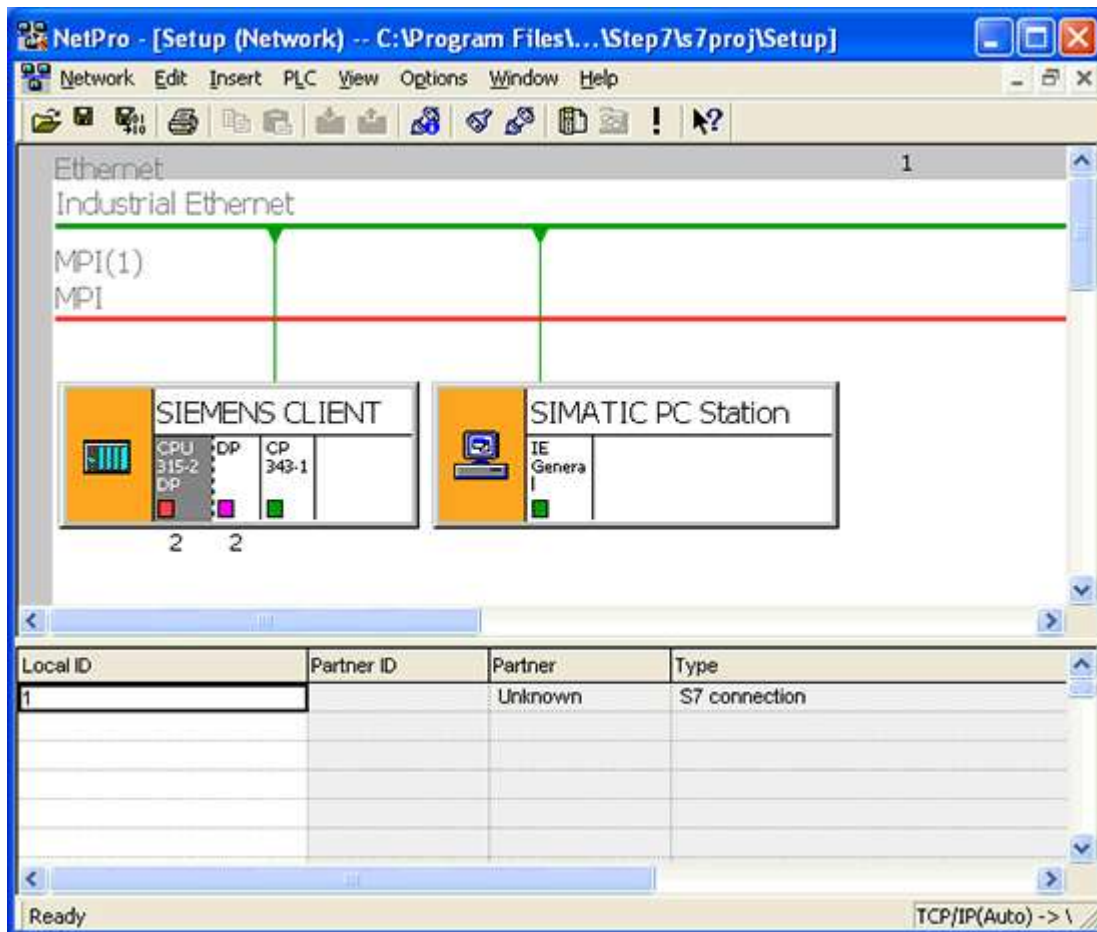 NetPro - [Setup (Network) -- C:\Program Files\...\Step7\s7proj\Setup]
Network Edit Insert PLC View Options Window Help
Ethernet
1
Industrial Ethernet
MPI(1)
MPI
SIEMENS CLIENT
CPU
315-2
DP
DP
CP
343-1
2
2
SIMATIC PC Station
IE
Genera
l
Local ID Partner ID Partner Type
1 Unknown S7 connection
Ready
TCP/IP(Auto) -> \